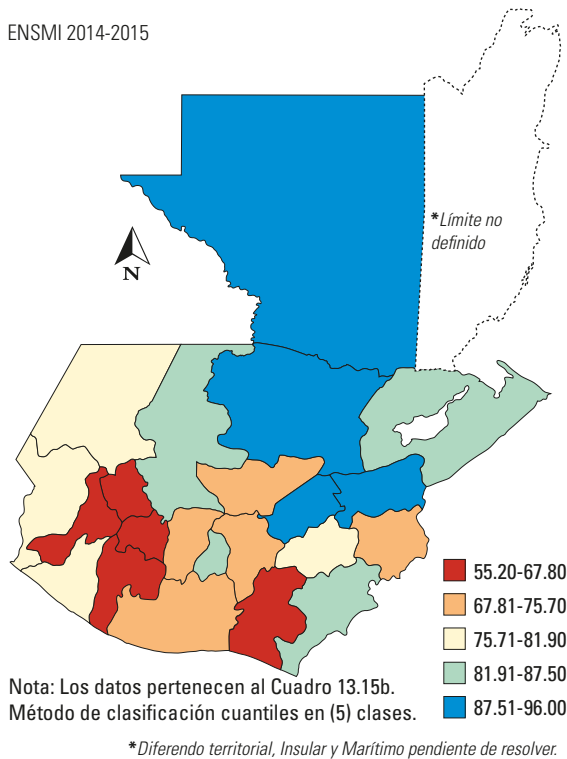 ENSMI 2014-2015
*Límite no
definido
N
55.20-67.80
67.81-75.70
75.71-81.90
81.91-87.50
87.51-96.00
Nota: Los datos pertenecen al Cuadro 13.15b.
Método de clasificación cuantiles en (5) clases.
*Diferendo territorial, Insular y Marítimo pendiente de resolver.